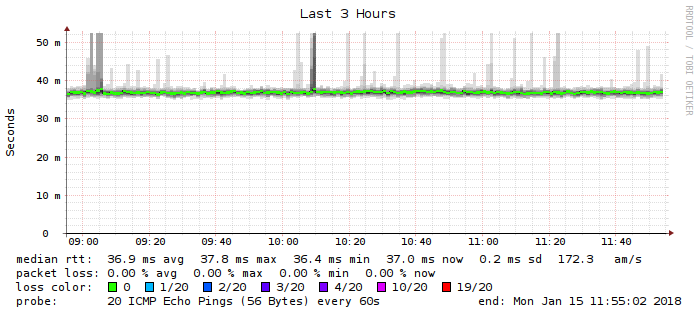 Last 3 Hours
RRDTOOL / TOBI OETIKER
Seconds
50 m
40 m
30 m
20 m
10 m
0
09:00 09:20 09:40 10:00 10:20 10:40 11:00 11:20 11:40
median rtt: 36.9 ms avg 37.8 ms max 36.4 ms min 37.0 ms now 0.2 ms sd 172.3 am/s
packet loss: 0.00 % avg 0.00 % max 0.00 % min 0.00 % now
loss color: 0 1/20 2/20 3/20 4/20 10/20 19/20
probe: 20 ICMP Echo Pings (56 Bytes) every 60s end: Mon Jan 15 11:55:02 2018